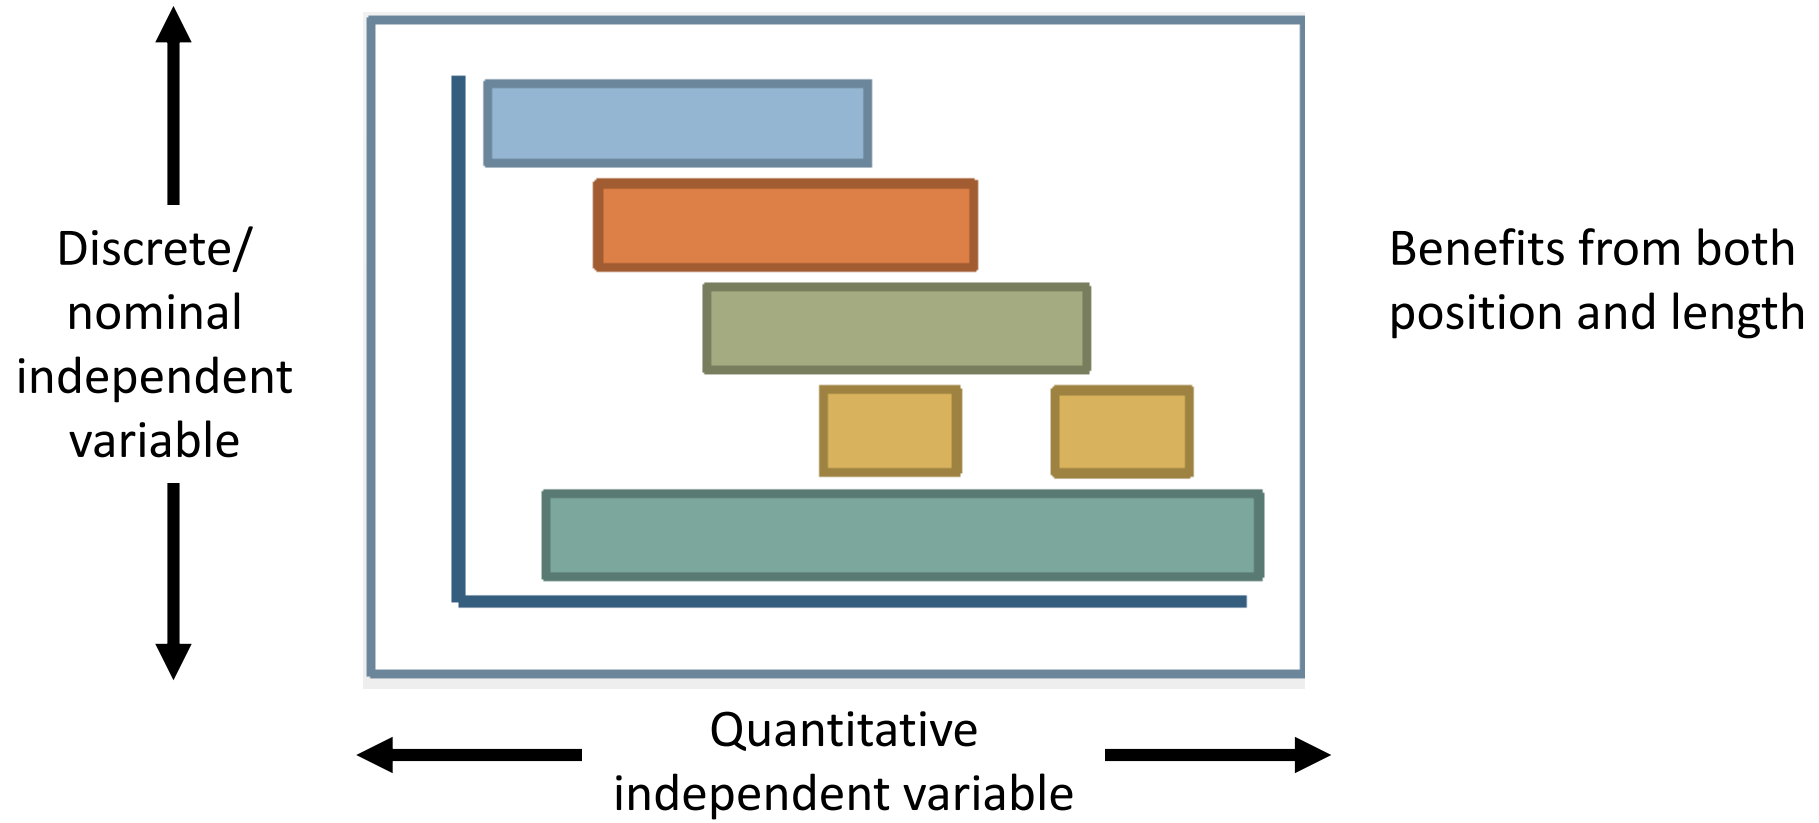 Discrete/
nominal
independent
variable
Benefits from both
position and length
Quantitative
independent variable